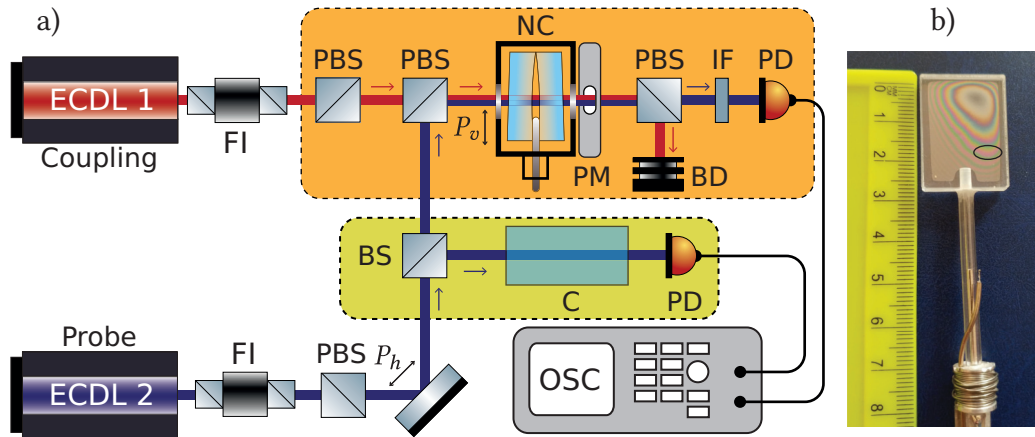 a)
b)
NC
PBS
PBS
PBS
IF
PD
ECDL 1
Coupling
FI
P_v
PM
BD
BS
C
PD
Probe
ECDL 2
FI
PBS
P_h
OSC
0
1
2
3
4
5
6
7
8